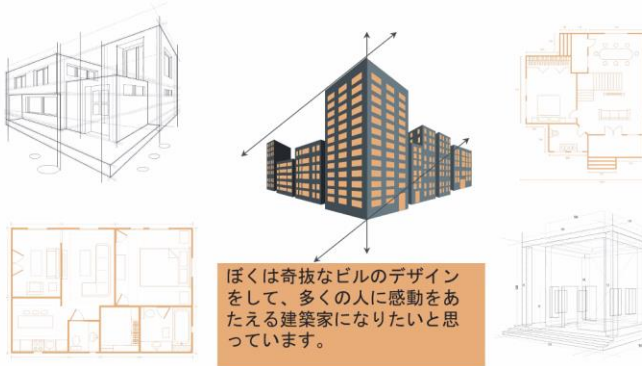 ぼくは奇抜なビルのデザイン
をして、多くの人に感動をあ
たえる建築家になりたいと思
っています。